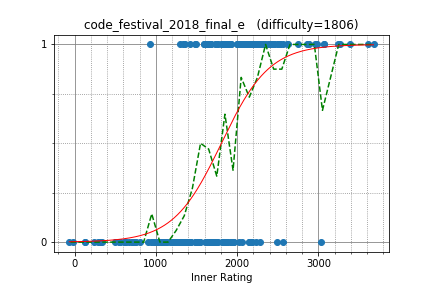 code_festival_2018_final_e (difficulty=1806)
1
0
0 1000 2000 3000
Inner Rating